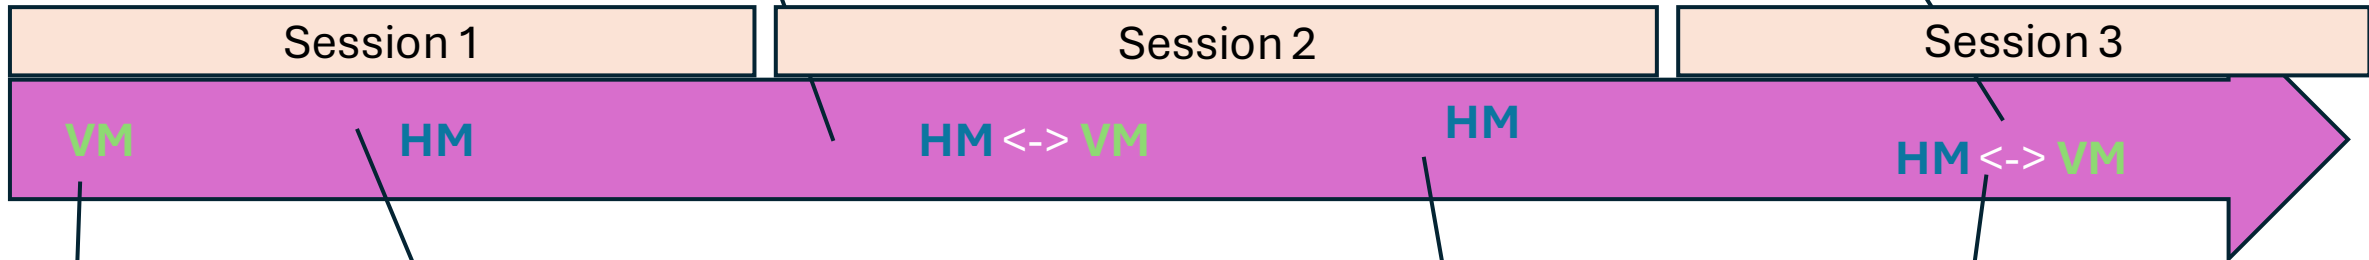 Session 1
Session 2
Session 3
VM
HM
HM <-> VM
HM
HM <-> VM